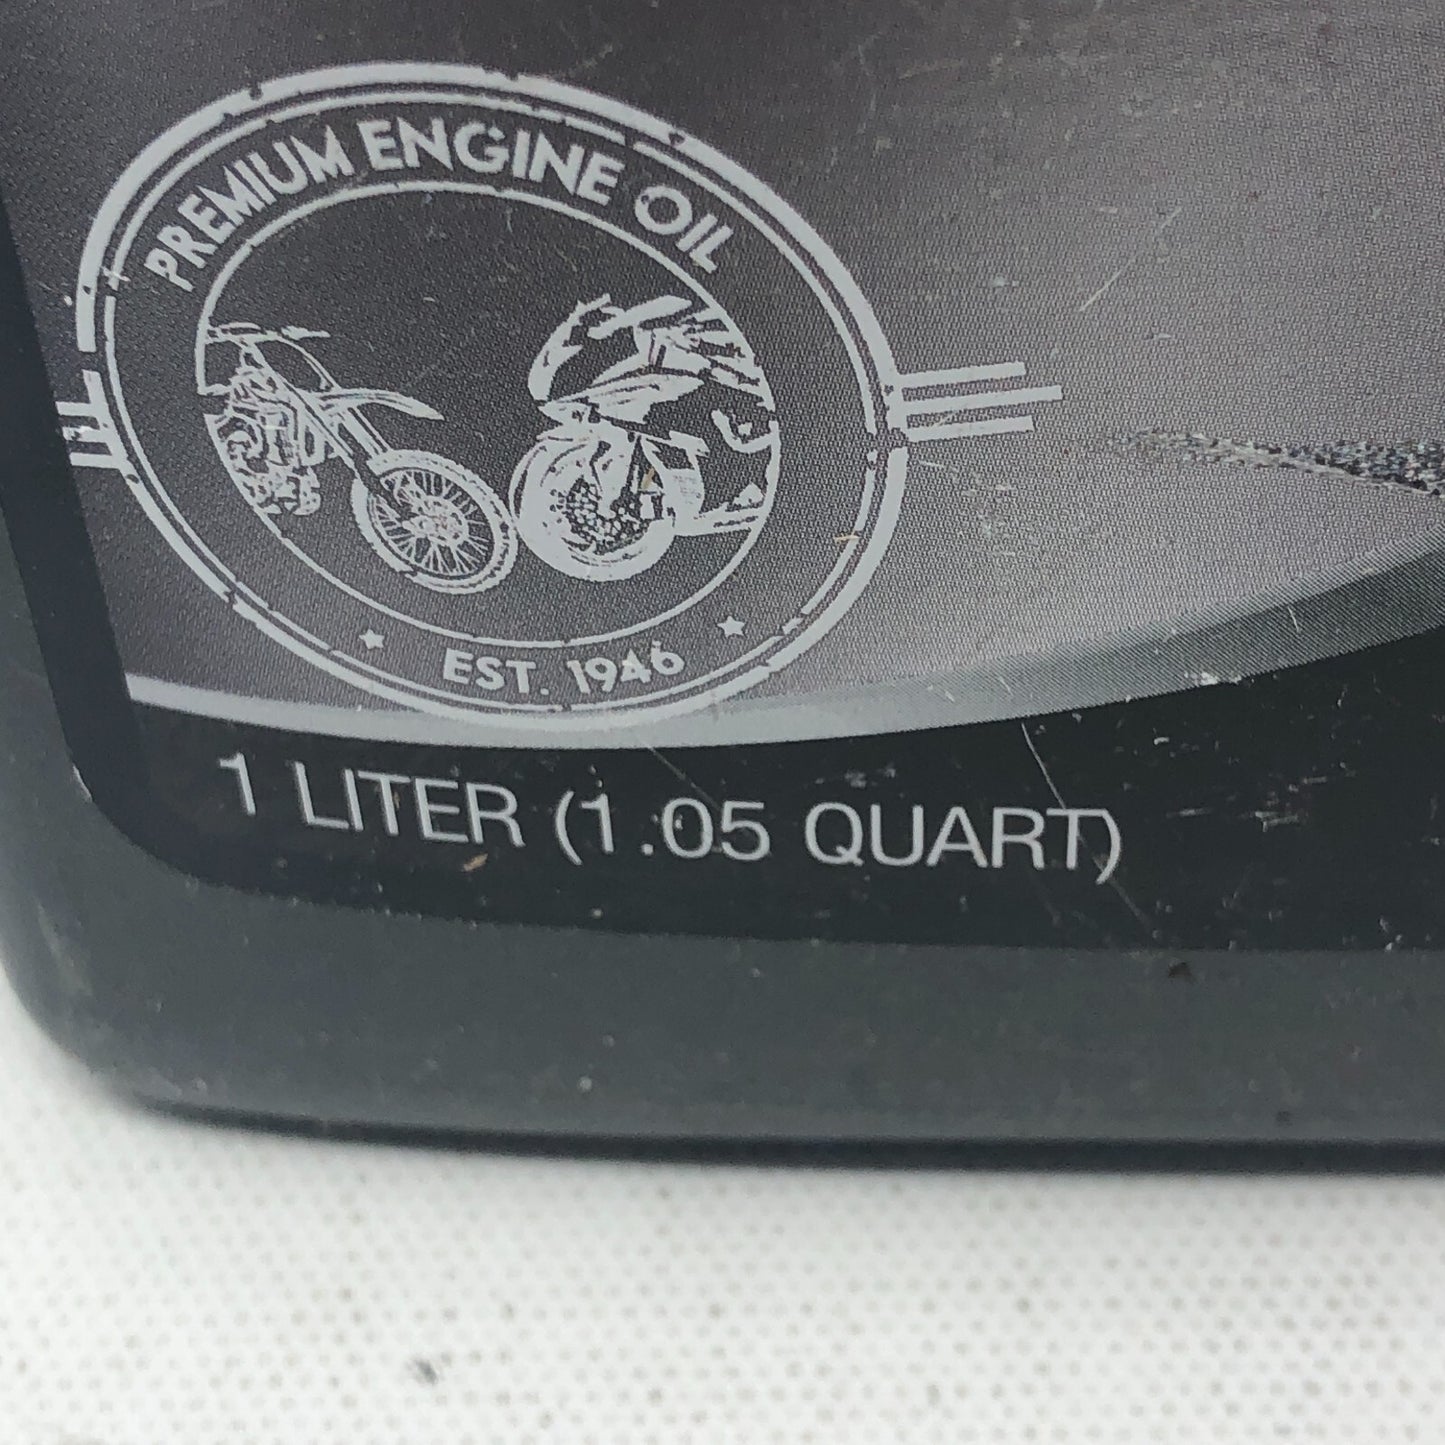 PREMIUM ENGINE OIL
EST. 1946
1 LITER (1.05 QUART)